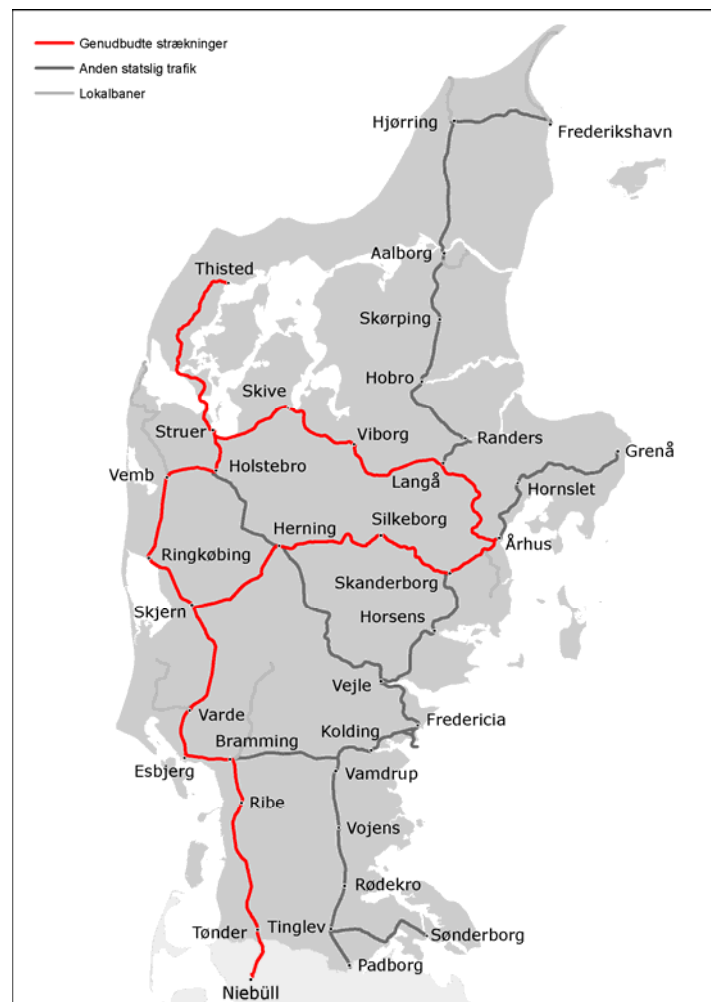 Genudbudte strækninger
Anden statslig trafik
Lokalbaner
Hjørring
Frederikshavn
Aalborg
Thisted
Skørping
Hobro
Skive
Struer
Viborg
Randers
Grenå
Vemb
Holstebro
Langå
Hornslet
Silkeborg
Herning
Århus
Ringkøbing
Skanderborg
Skjern
Horsens
Vejle
Varde
Fredericia
Kolding
Bramming
Esbjerg
Vamdrup
Ribe
Vojens
Rødekro
Tønder
Tinglev
Sønderborg
Padborg
Niebüll